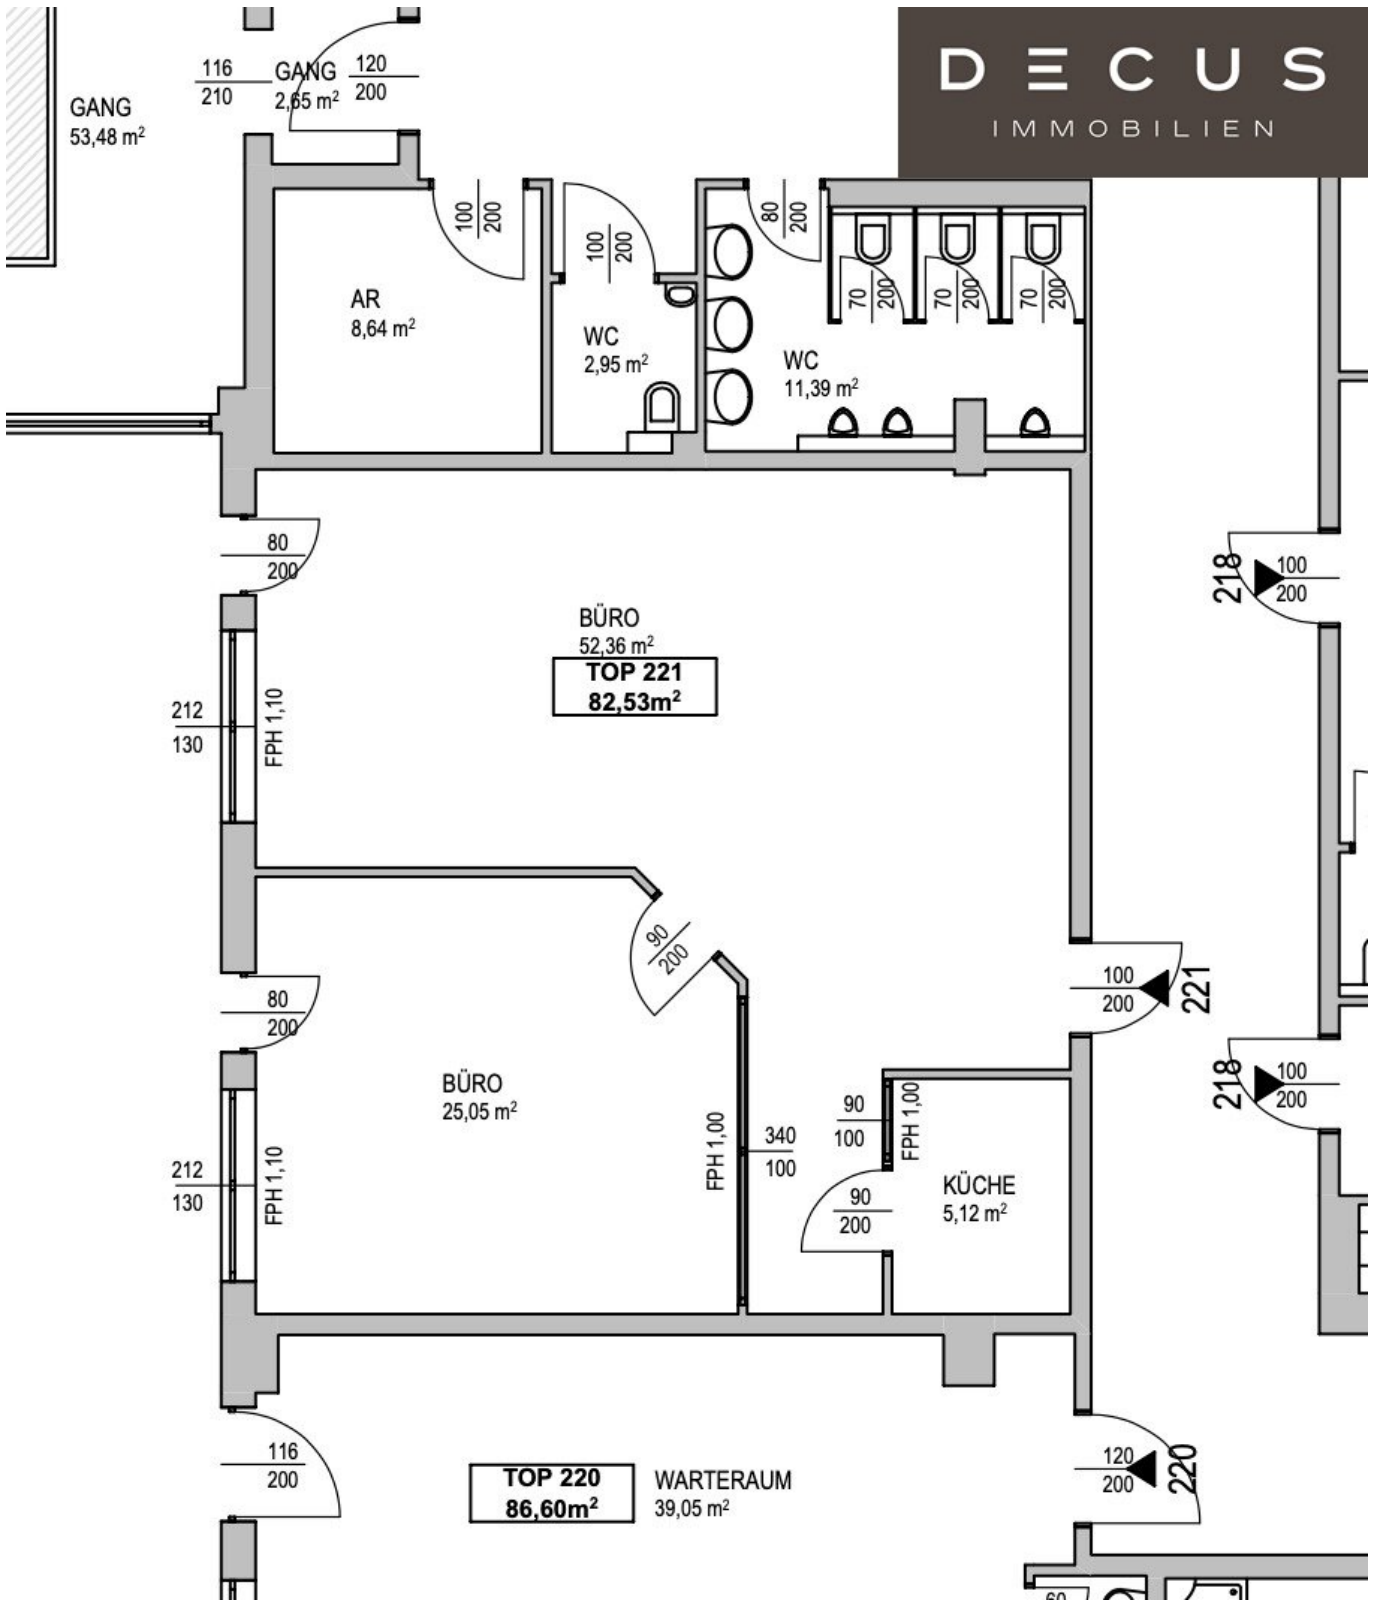 DECUS
IMMOBILIEN
116
210
GANG
2,65 m²
120
200
GANG
53,48 m²
100
200
100
200
80
200
AR
8,64 m²
WC
2,95 m²
WC
11,39 m²
70
200
70
200
70
200
80
200
BÜRO
52,36 m²
TOP 221
82,53m²
218
100
200
212
130
FPH 1,10
90
200
80
200
100
200
221
BÜRO
25,05 m²
218
100
200
212
130
FPH 1,10
FPH 1,00
340
100
90
100
FPH 1,00
90
200
KÜCHE
5,12 m²
116
200
TOP 220
86,60m²
WARTERAUM
39,05 m²
120
200
220